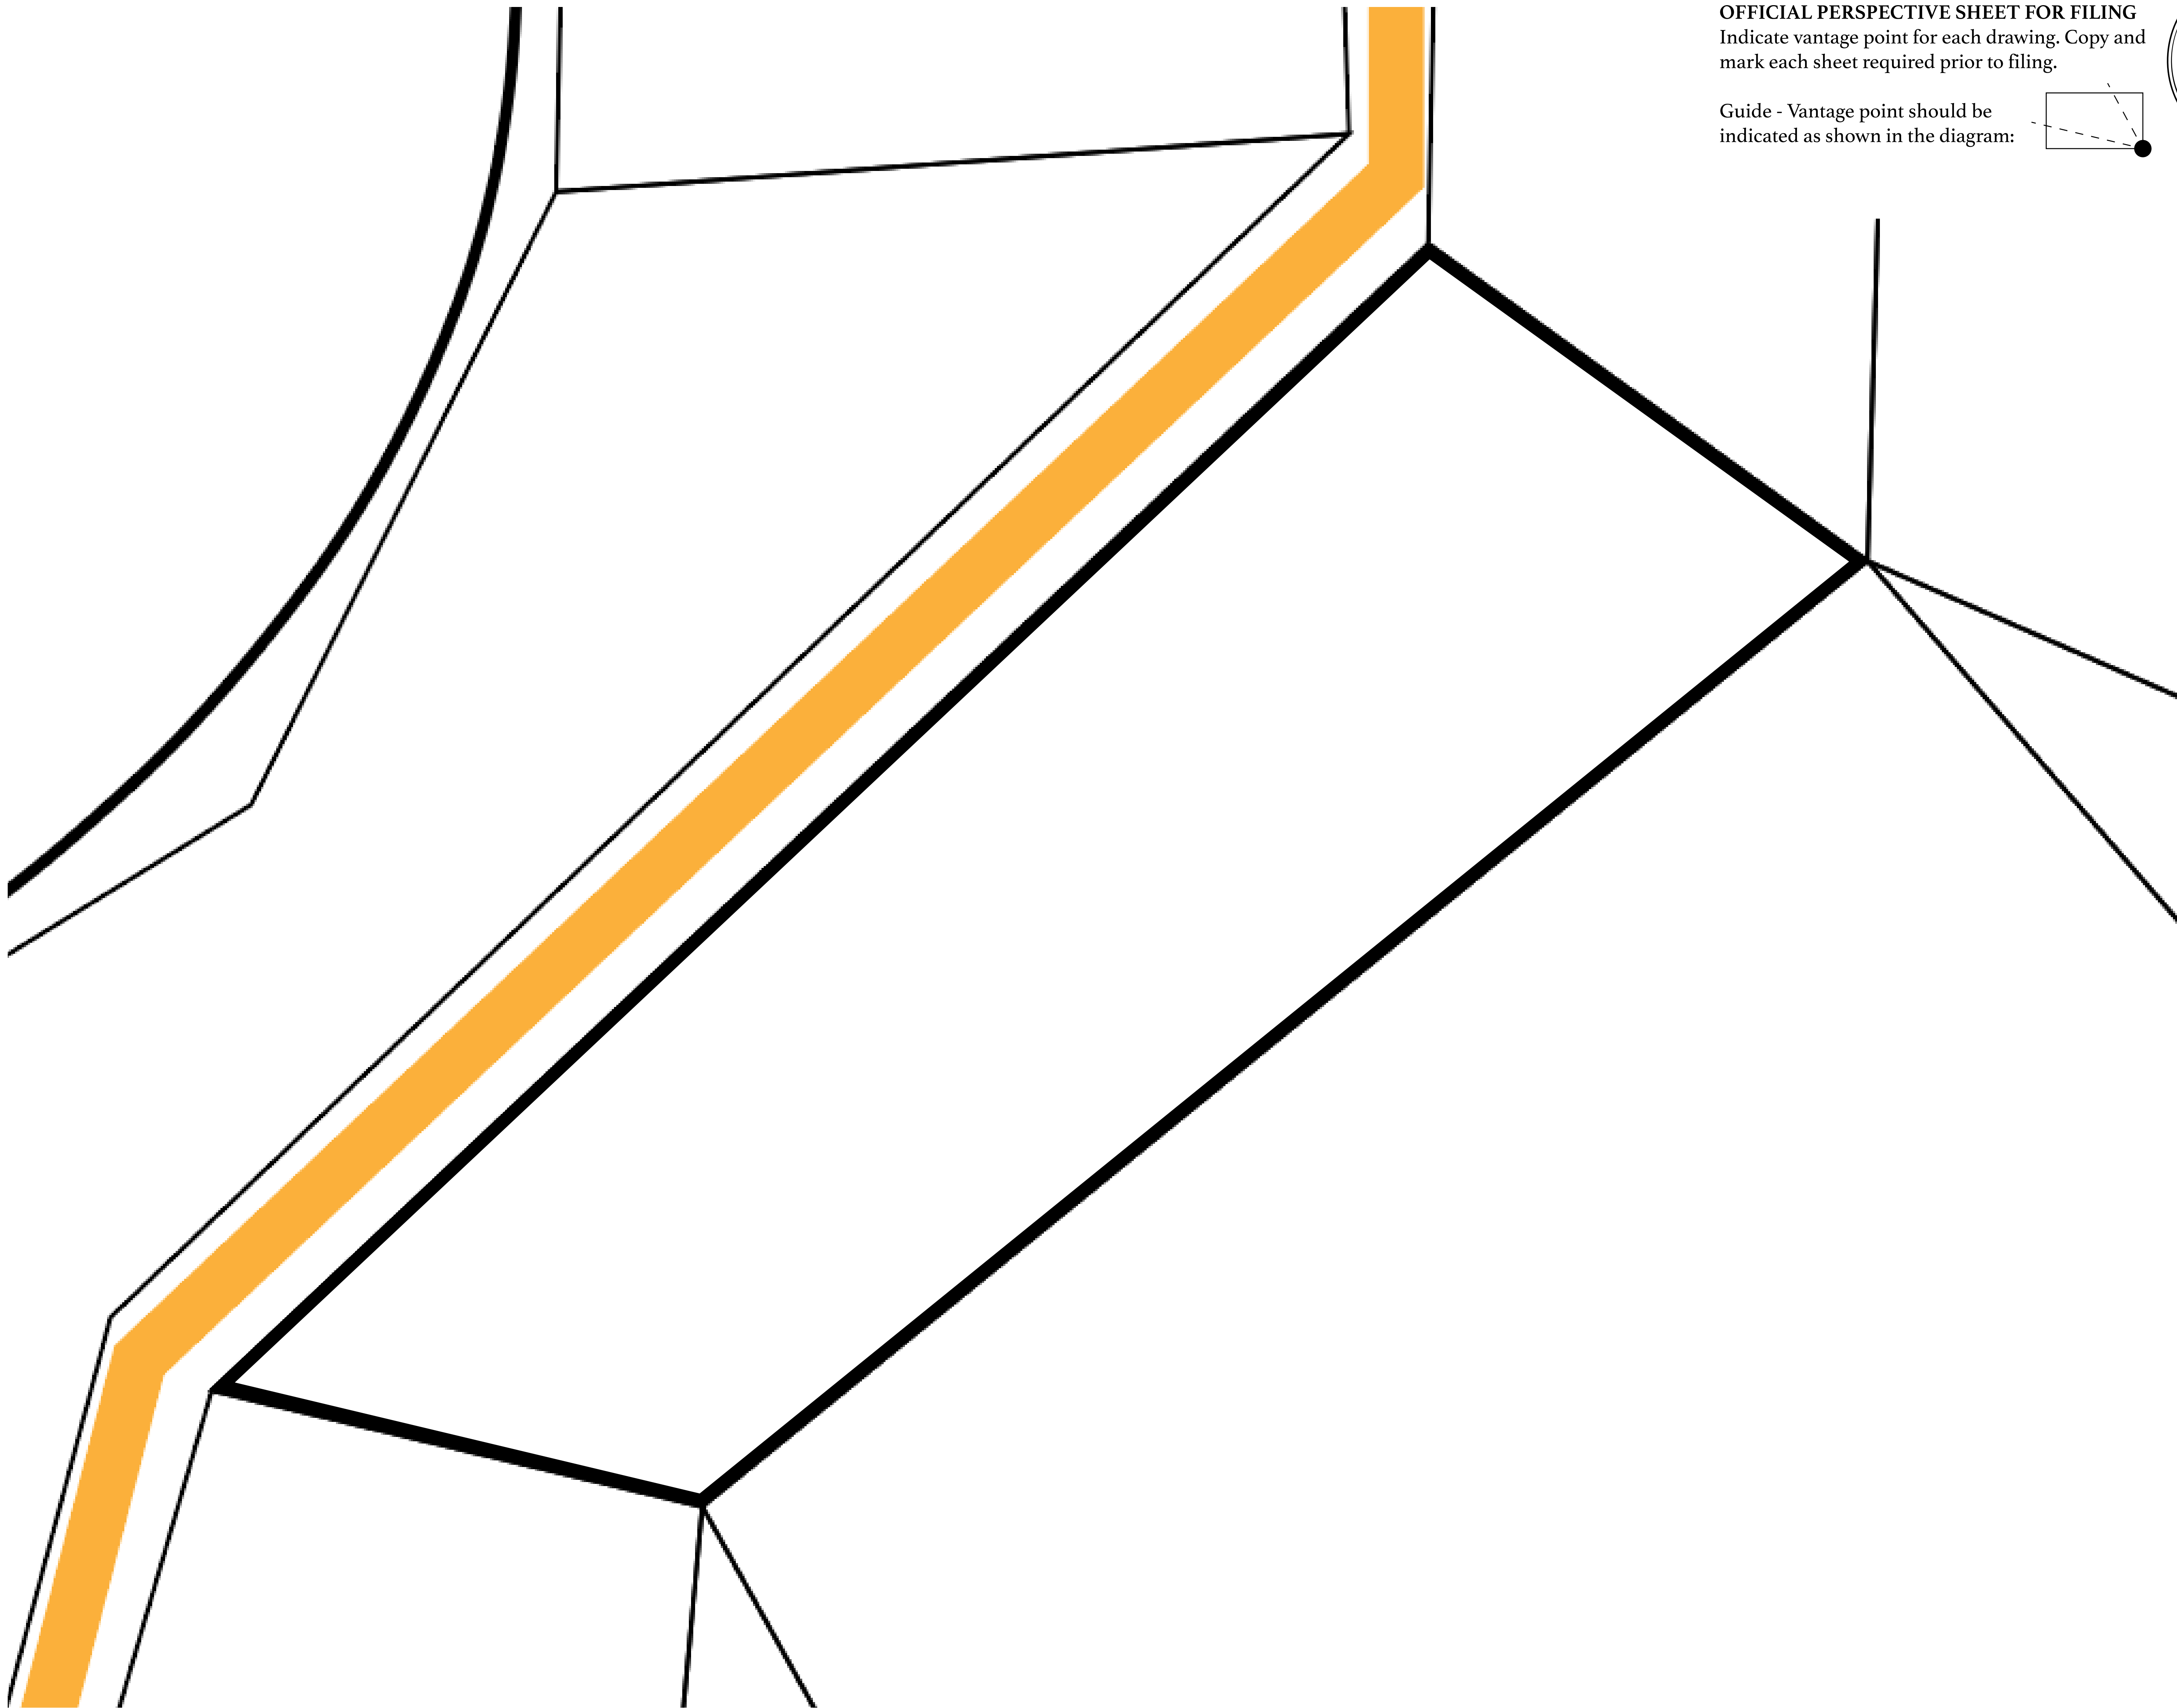 OFFICIAL PERSPECTIVE SHEET FOR FILING
Indicate vantage point for each drawing. Copy and
mark each sheet required prior to filing.
Guide - Vantage point should be
indicated as shown in the diagram: